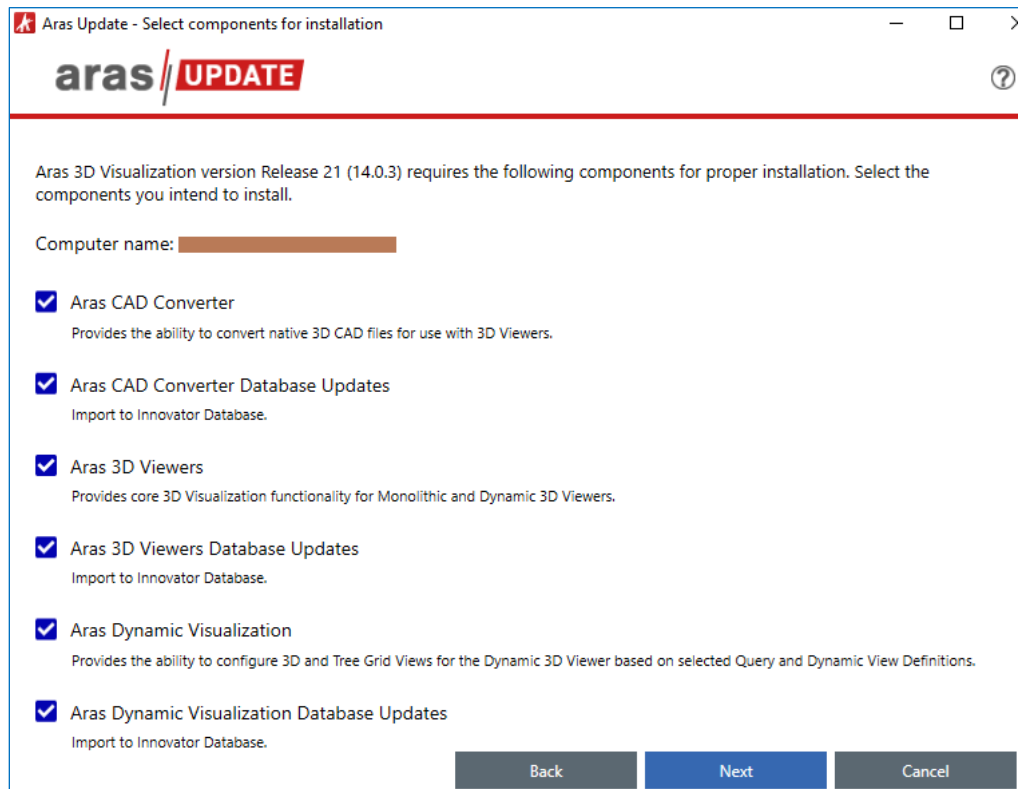 Aras Update - Select components for installation
aras UPDATE
?
Aras 3D Visualization version Release 21 (14.0.3) requires the following components for proper installation. Select the
components you intend to install.
Computer name:
Aras CAD Converter
Provides the ability to convert native 3D CAD files for use with 3D Viewers.
Aras CAD Converter Database Updates
Import to Innovator Database.
Aras 3D Viewers
Provides core 3D Visualization functionality for Monolithic and Dynamic 3D Viewers.
Aras 3D Viewers Database Updates
Import to Innovator Database.
Aras Dynamic Visualization
Provides the ability to configure 3D and Tree Grid Views for the Dynamic 3D Viewer based on selected Query and Dynamic View Definitions.
Aras Dynamic Visualization Database Updates
Import to Innovator Database.
Back Next Cancel